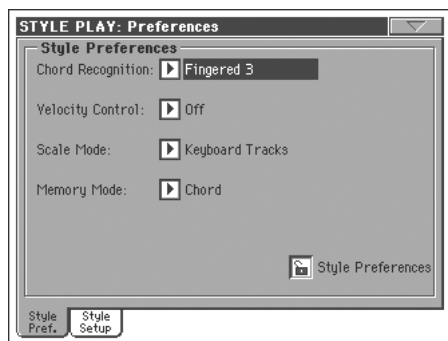 STYLE PLAY: Preferences
Style Preferences
Chord Recognition: Fingered 3
Velocity Control: Off
Scale Mode: Keyboard Tracks
Memory Mode: Chord
Style Preferences
Style Pref. Style Setup